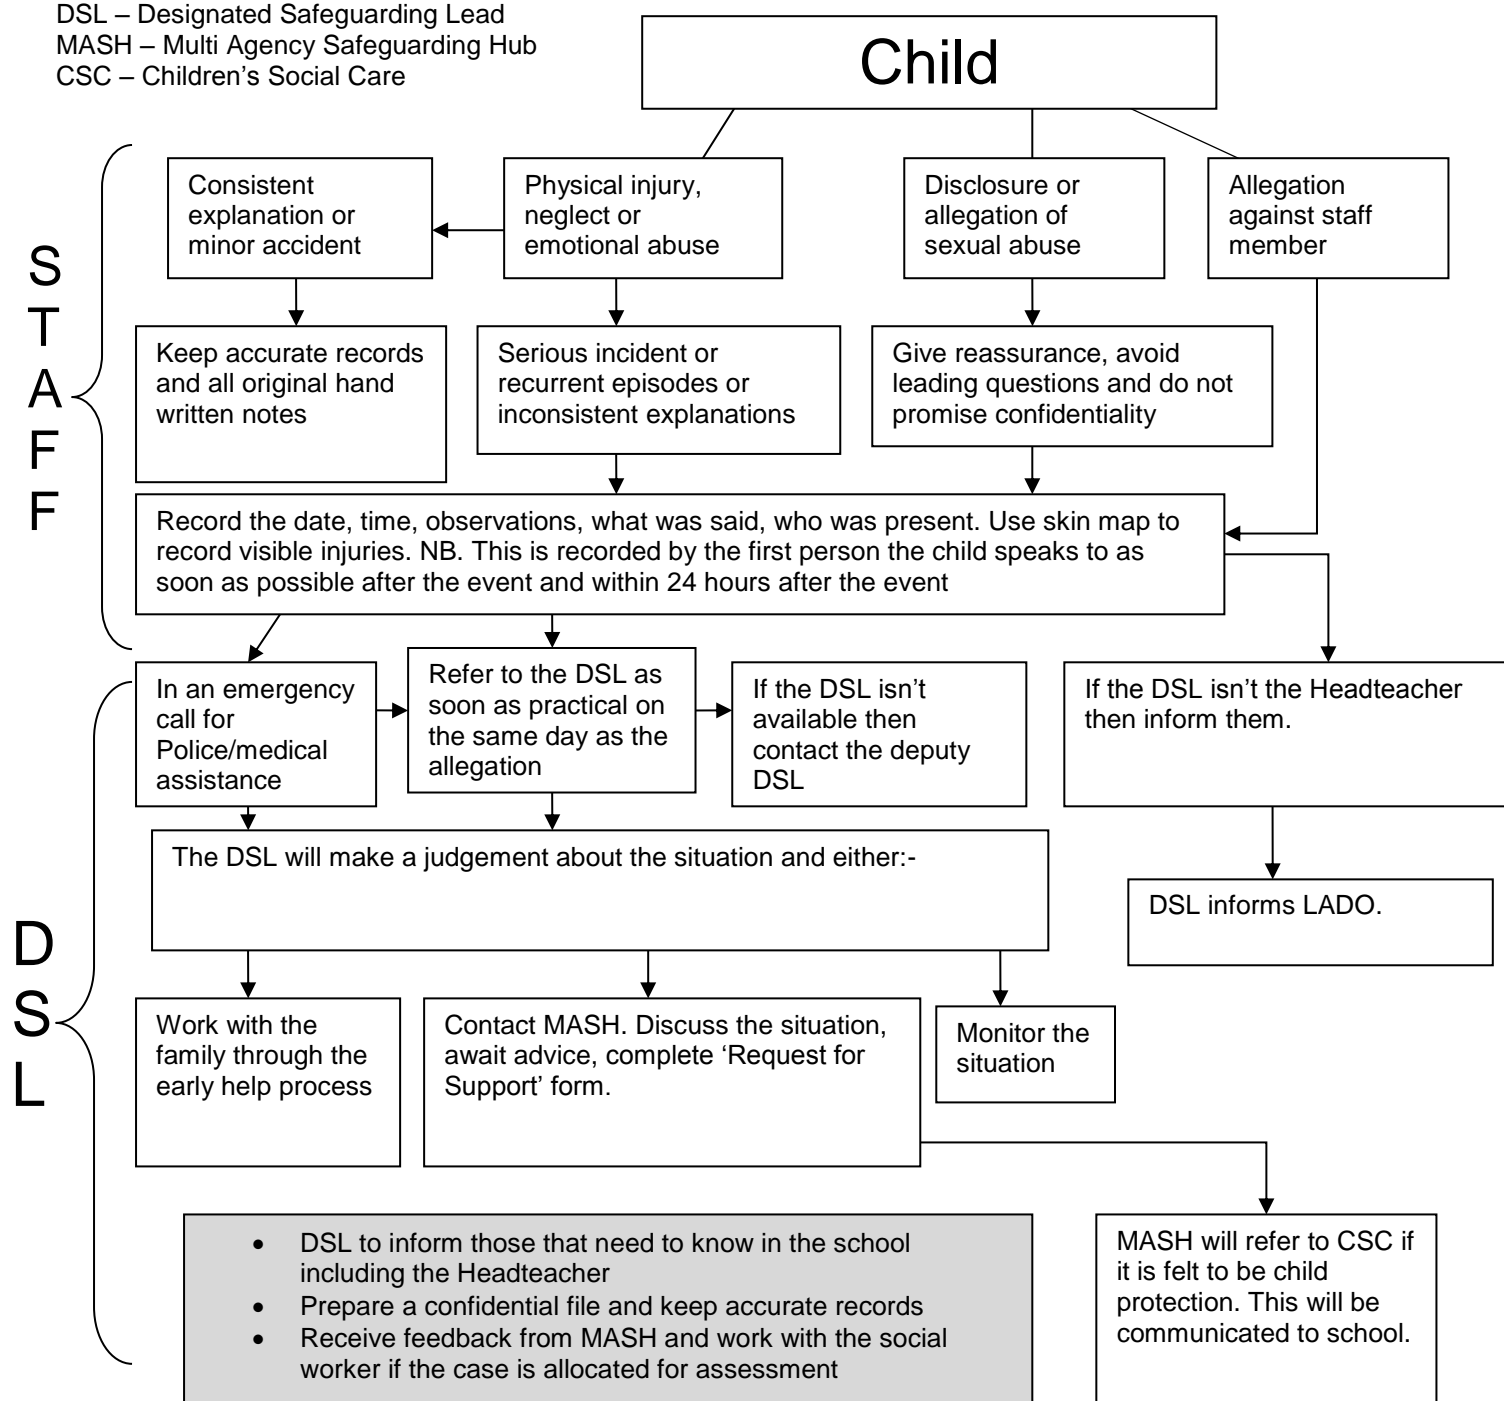 DSL – Designated Safeguarding Lead
MASH – Multi Agency Safeguarding Hub
CSC – Children's Social Care
Child
S
T
A
F
F
Consistent
explanation or
minor accident
Physical injury,
neglect or
emotional abuse
Disclosure or
allegation of
sexual abuse
Allegation
against staff
member
Keep accurate records
and all original hand
written notes
Serious incident or
recurrent episodes or
inconsistent explanations
Give reassurance, avoid
leading questions and do not
promise confidentiality
Record the date, time, observations, what was said, who was present. Use skin map to
record visible injuries. NB. This is recorded by the first person the child speaks to as
soon as possible after the event and within 24 hours after the event
D
S
L
In an emergency
call for
Police/medical
assistance
Refer to the DSL as
soon as practical on
the same day as the
allegation
If the DSL isn't
available then
contact the deputy
DSL
If the DSL isn't the Headteacher
then inform them.
The DSL will make a judgement about the situation and either:-
DSL informs LADO.
Work with the
family through the
early help process
Contact MASH. Discuss the situation,
await advice, complete 'Request for
Support' form.
Monitor the
situation
• DSL to inform those that need to know in the school
including the Headteacher
• Prepare a confidential file and keep accurate records
• Receive feedback from MASH and work with the social
worker if the case is allocated for assessment
MASH will refer to CSC if
it is felt to be child
protection. This will be
communicated to school.